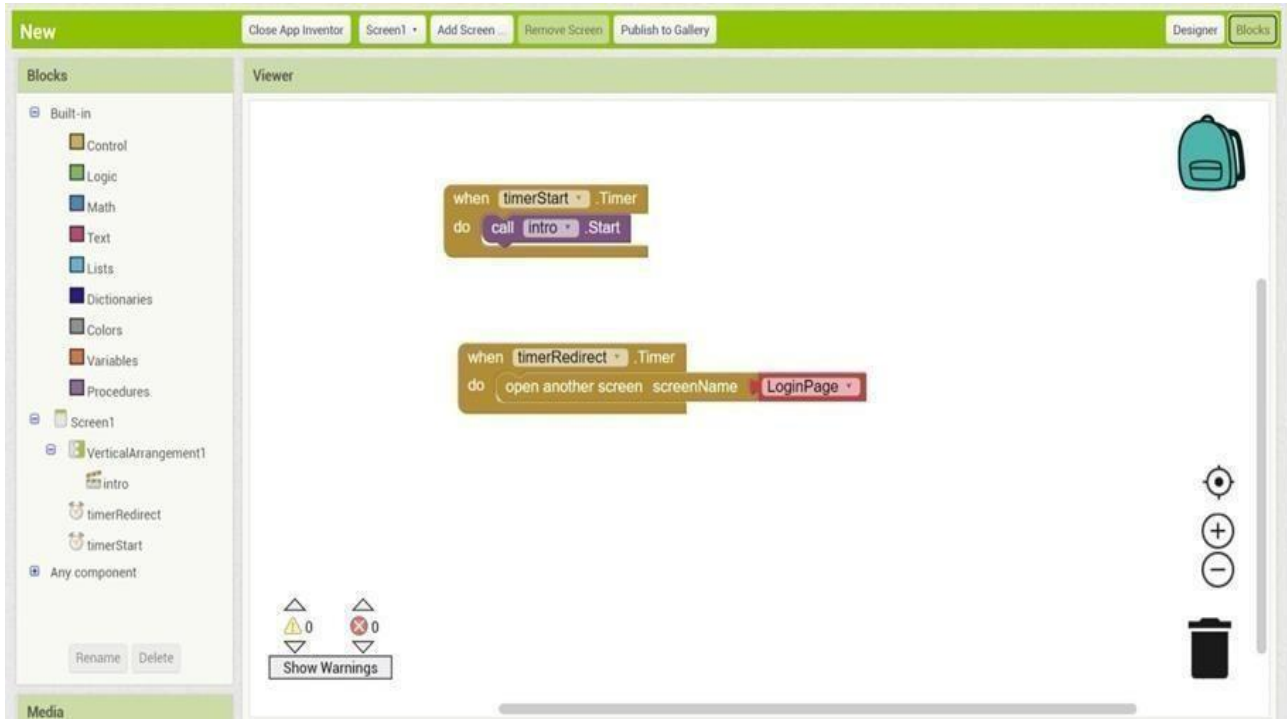 New
Close App Inventor
Screen1
Add Screen ...
Remove Screen
Publish to Gallery
Designer
Blocks
Blocks
Viewer
Built-in
Control
Logic
Math
Text
Lists
Dictionaries
Colors
Variables
Procedures
Screen1
VerticalArrangement1
intro
timerRedirect
timerStart
Any component
Rename Delete
Media
when timerStart .Timer
do call intro .Start
when timerRedirect .Timer
do open another screen screenName LoginPage
0 0
Show Warnings